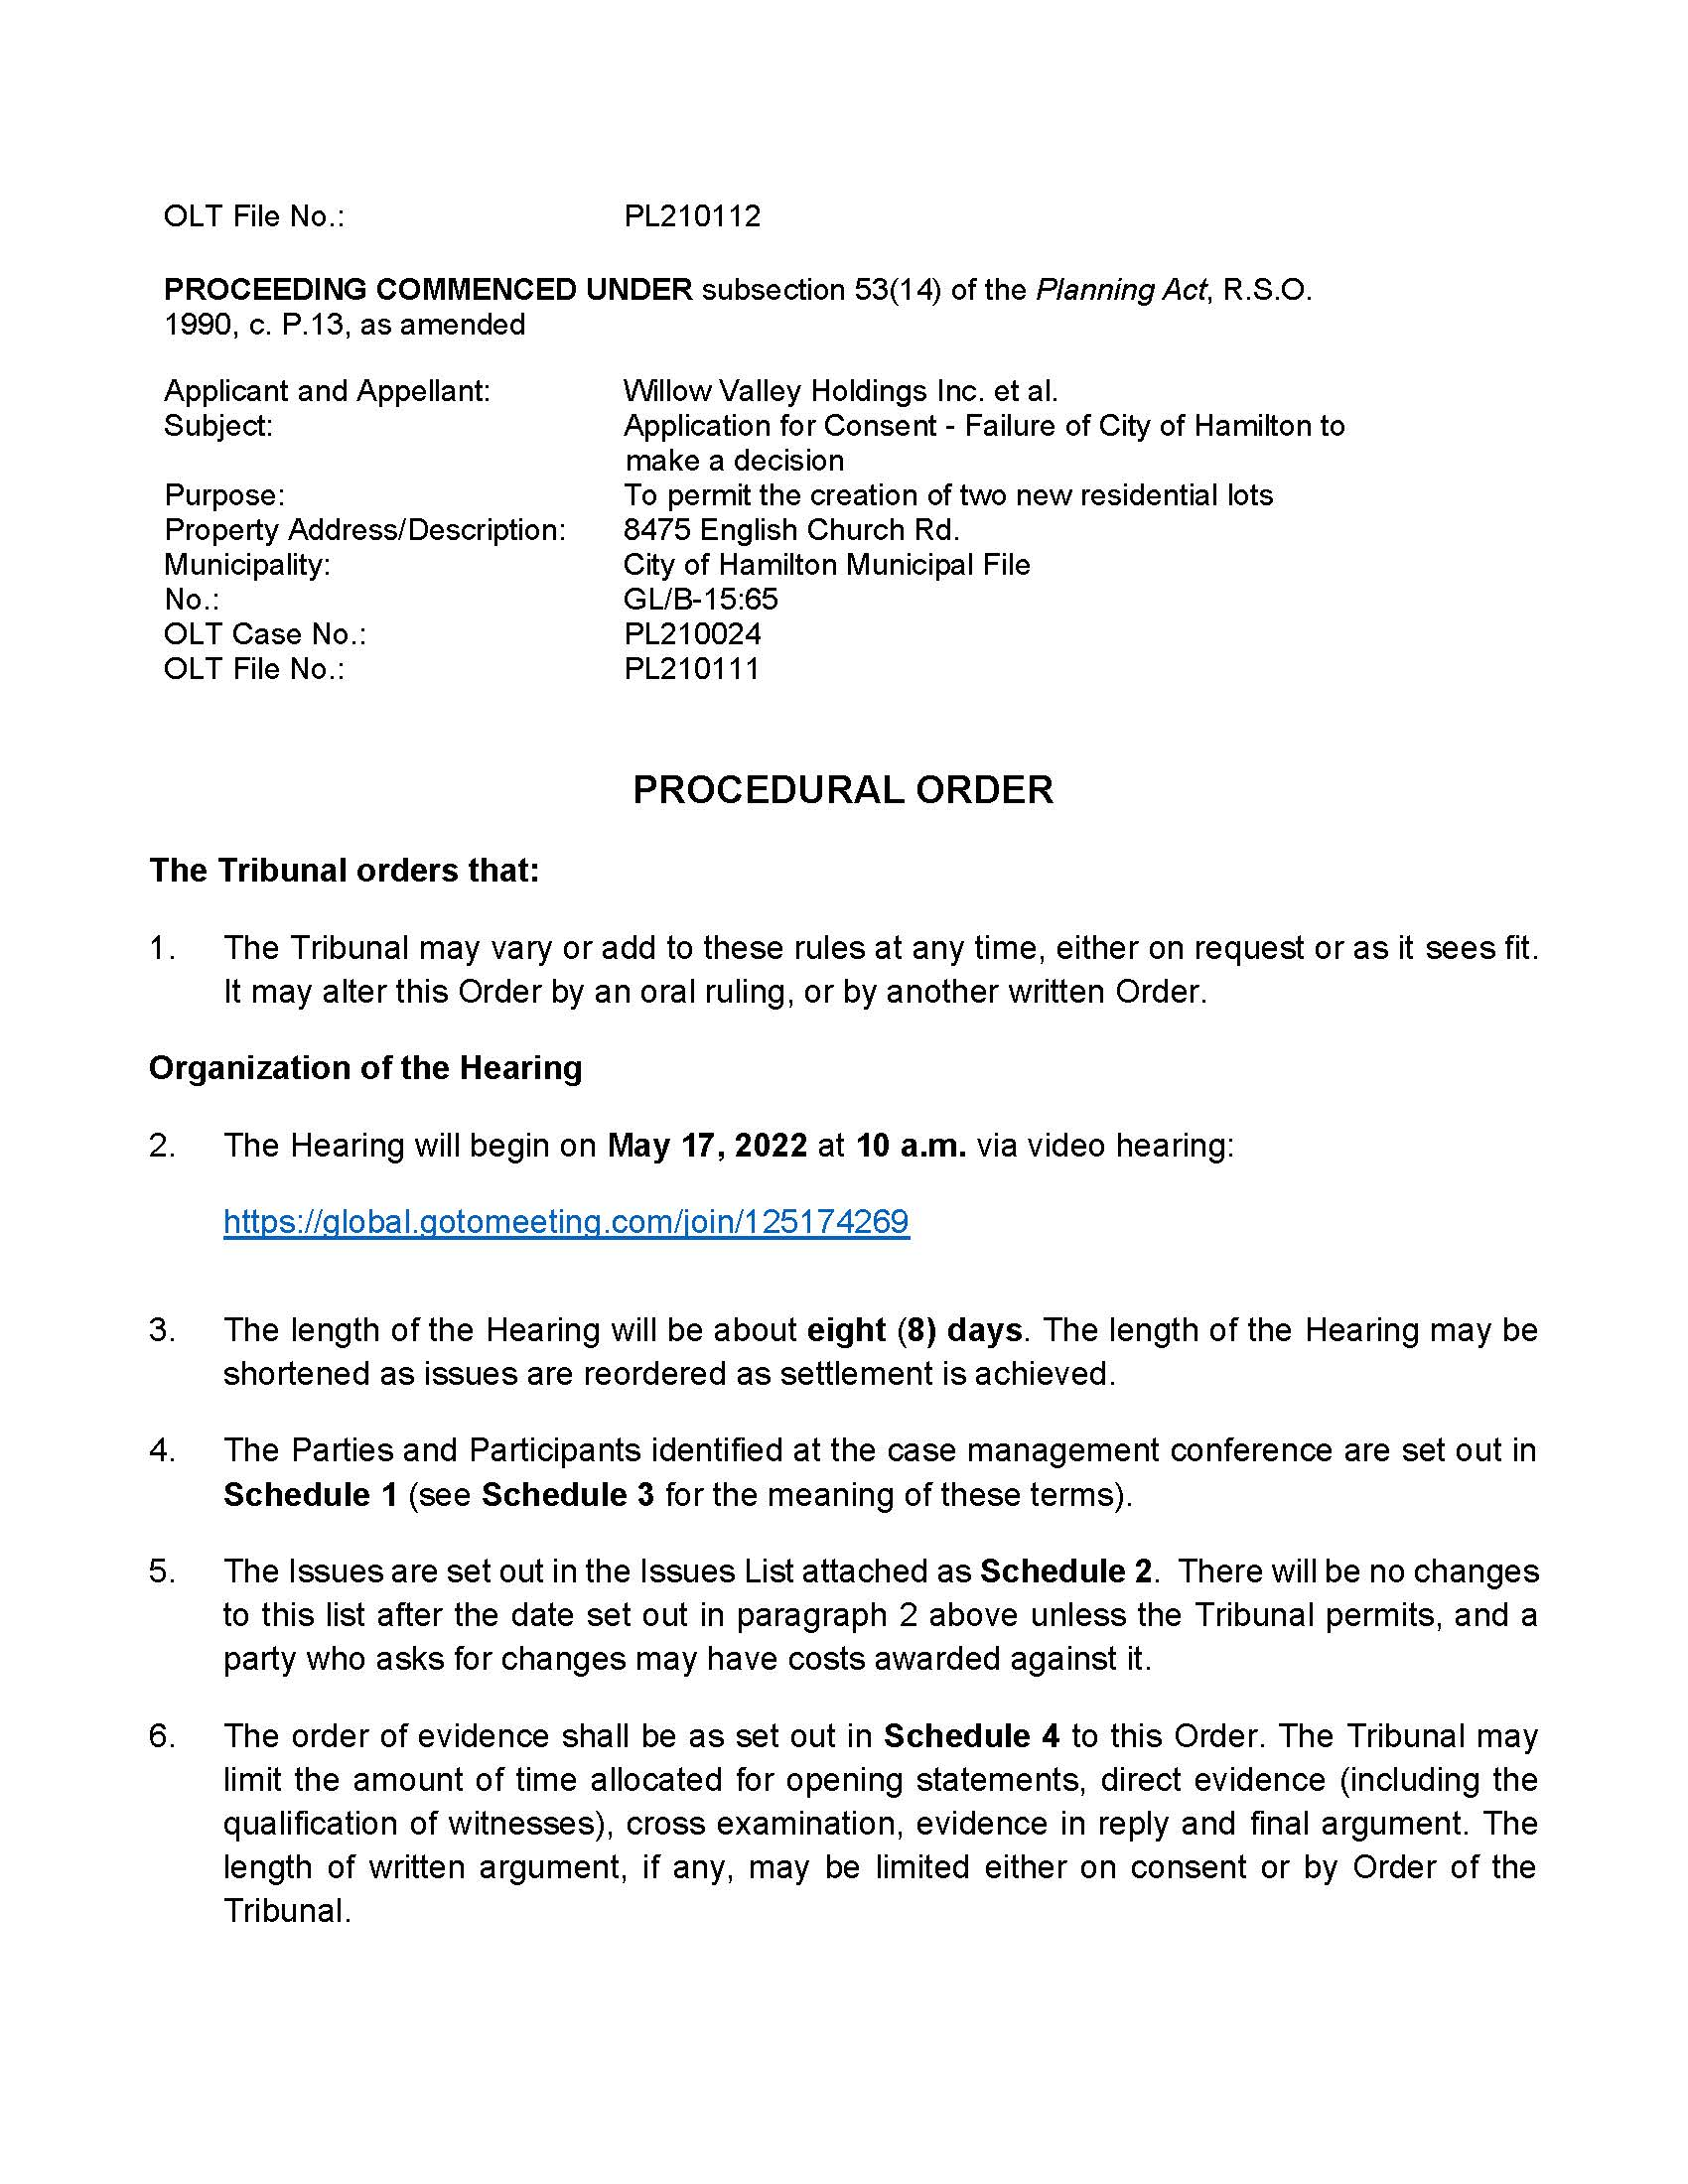 OLT File No.: PL210112
PROCEEDING COMMENCED UNDER subsection 53(14) of the Planning Act, R.S.O.
1990, c. P.13, as amended
Applicant and Appellant: Willow Valley Holdings Inc. et al.
Subject: Application for Consent - Failure of City of Hamilton to
make a decision
Purpose: To permit the creation of two new residential lots
Property Address/Description: 8475 English Church Rd.
Municipality: City of Hamilton Municipal File
No.: GL/B-15:65
OLT Case No.: PL210024
OLT File No.: PL210111
PROCEDURAL ORDER
The Tribunal orders that:
1. The Tribunal may vary or add to these rules at any time, either on request or as it sees fit.
It may alter this Order by an oral ruling, or by another written Order.
Organization of the Hearing
2. The Hearing will begin on May 17, 2022 at 10 a.m. via video hearing:
https://global.gotomeeting.com/join/125174269
3. The length of the Hearing will be about eight (8) days. The length of the Hearing may be
shortened as issues are reordered as settlement is achieved.
4. The Parties and Participants identified at the case management conference are set out in
Schedule 1 (see Schedule 3 for the meaning of these terms).
5. The Issues are set out in the Issues List attached as Schedule 2. There will be no changes
to this list after the date set out in paragraph 2 above unless the Tribunal permits, and a
party who asks for changes may have costs awarded against it.
6. The order of evidence shall be as set out in Schedule 4 to this Order. The Tribunal may
limit the amount of time allocated for opening statements, direct evidence (including the
qualification of witnesses), cross examination, evidence in reply and final argument. The
length of written argument, if any, may be limited either on consent or by Order of the
Tribunal.